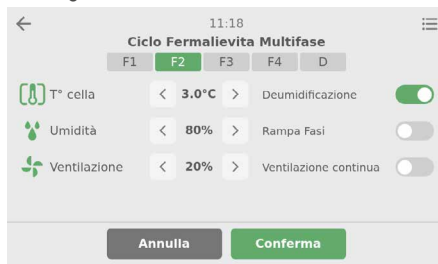 11:18
Ciclo Fermalievita Multifase
F1 F2 F3 F4 D
T° cella < 3.0°C > Deumidificazione
Umidità < 80% > Rampa Fasi
Ventilazione < 20% > Ventilazione continua
Annulla Conferma